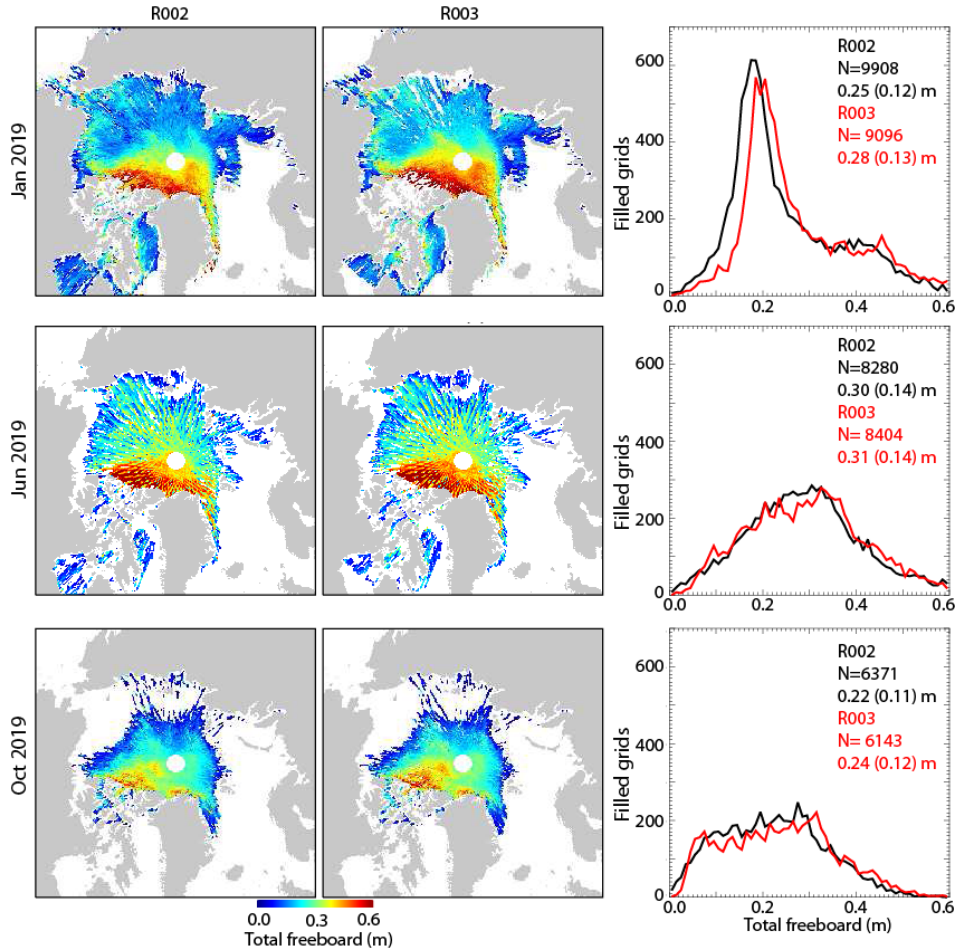 R002
R003
Jan 2019
Filled grids
600
400
200
0
R002
N=9908
0.25 (0.12) m
R003
N= 9096
0.28 (0.13) m
0.0
0.2
0.4
0.6
Jun 2019
Filled grids
600
400
200
0
R002
N=8280
0.30 (0.14) m
R003
N= 8404
0.31 (0.14) m
0.0
0.2
0.4
0.6
Oct 2019
Filled grids
600
400
200
0
R002
N=6371
0.22 (0.11) m
R003
N= 6143
0.24 (0.12) m
0.0
0.2
0.4
0.6
Total freeboard (m)
0.0
0.3
0.6
Total freeboard (m)